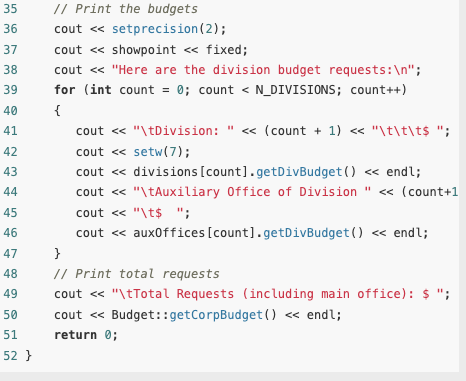 35 // Print the budgets
36 cout << setprecision(2);
37 cout << showpoint << fixed;
38 cout << "Here are the division budget requests:\n";
39 for (int count = 0; count < N_DIVISIONS; count++)
40 {
41 cout << "\tDivision: " << (count + 1) << "\t\t\t$ ";
42 cout << setw(7);
43 cout << divisions[count].getDivBudget() << endl;
44 cout << "\tAuxiliary Office of Division " << (count+1
45 cout << "\t$  ";
46 cout << auxOffices[count].getDivBudget() << endl;
47 }
48 // Print total requests
49 cout << "\tTotal Requests (including main office): $ ";
50 cout << Budget::getCorpBudget() << endl;
51 return 0;
52 }